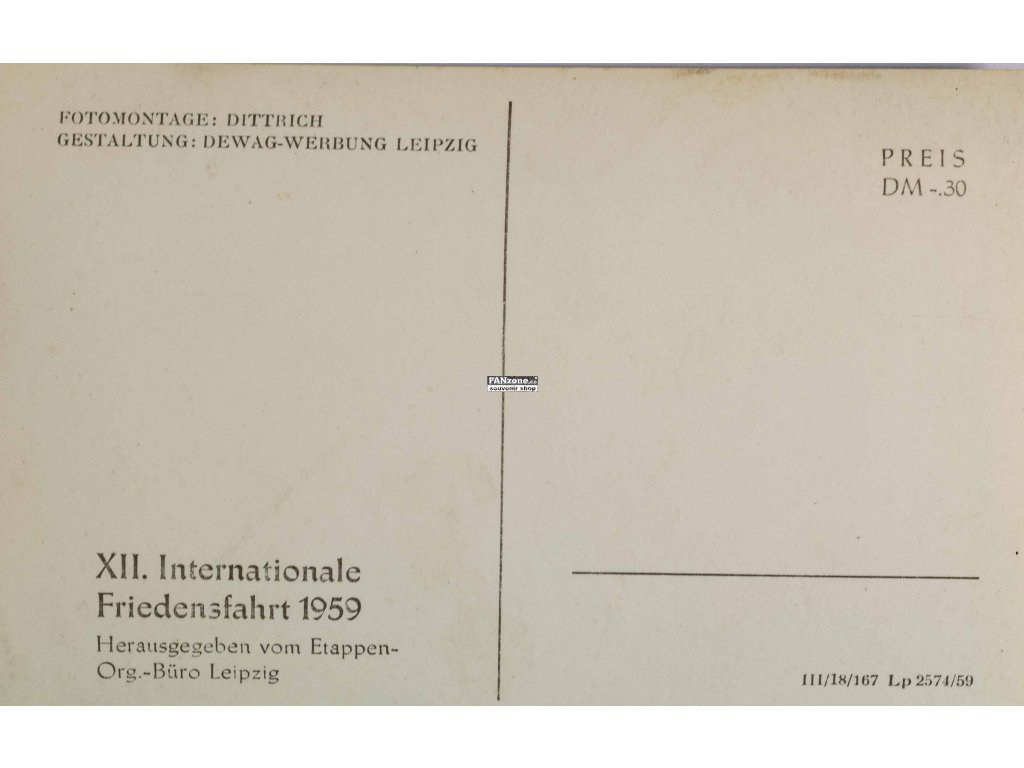 FOTOMONTAGE: DITTRICH
GESTALTUNG: DEWAG-WERBUNG LEIPZIG
PREIS
DM -.30
FANzone.cz
souvenir shop
XII. Internationale
Friedensfahrt 1959
Herausgegeben vom Etappen-
Org.-Büro Leipzig
III/18/167 Lp 2574/59